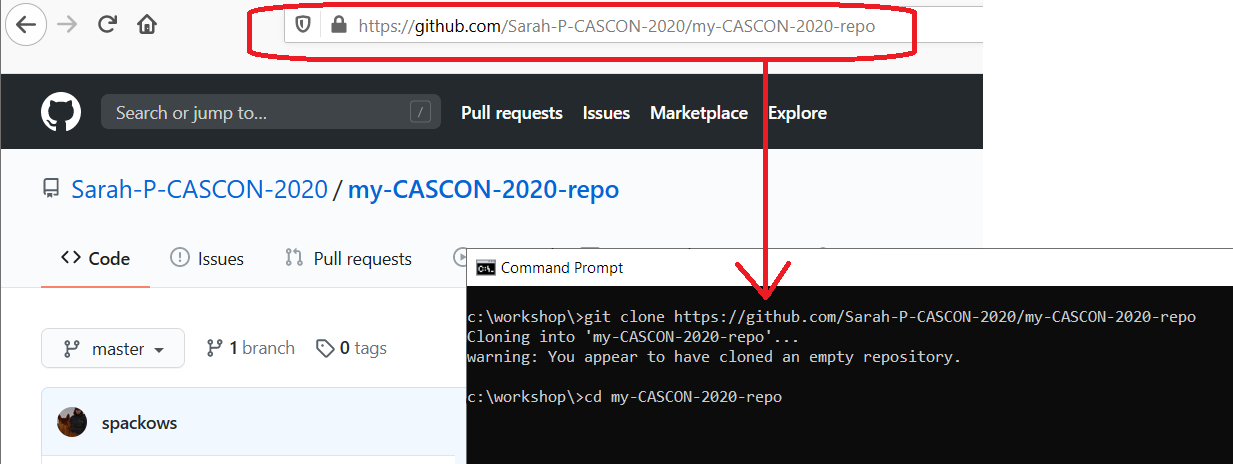 https://github.com/Sarah-P-CASCON-2020/my-CASCON-2020-repo
Search or jump to... /
Pull requests Issues Marketplace Explore
Sarah-P-CASCON-2020 / my-CASCON-2020-repo
Code Issues Pull requests
master 1 branch 0 tags
spackows
C:\. Command Prompt
c:\workshop\>git clone https://github.com/Sarah-P-CASCON-2020/my-CASCON-2020-repo
Cloning into 'my-CASCON-2020-repo'...
warning: You appear to have cloned an empty repository.
c:\workshop\>cd my-CASCON-2020-repo